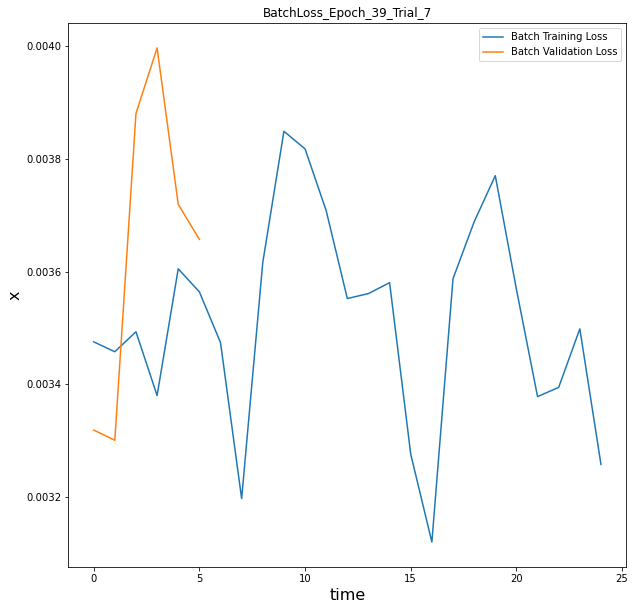 BatchLoss_Epoch_39_Trial_7
Batch Training Loss
Batch Validation Loss
0.0040
0.0038
0.0036
0.0034
0.0032
x
0 5 10 15 20 25
time